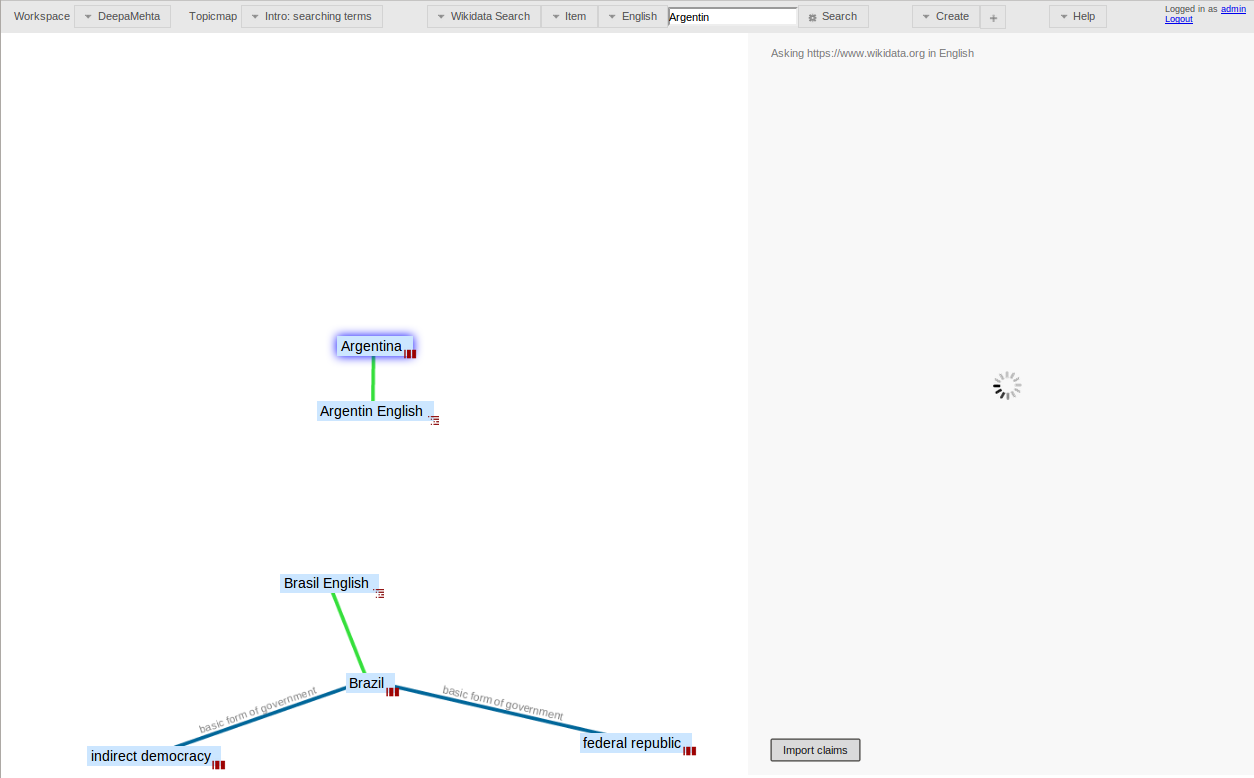 Workspace DeepaMehta Topicmap Intro: searching terms Wikidata Search Item English Argentin Search Create + Help Logged in as admin
Logout
Asking https://www.wikidata.org in English
Argentina
Argentin English
Brasil English
Brazil
basic form of government basic form of government
indirect democracy federal republic
Import claims